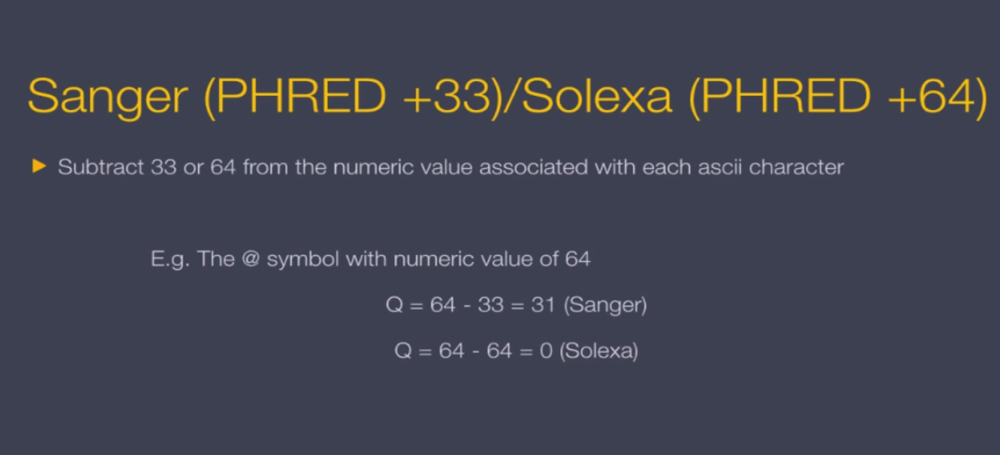 Sanger (PHRED +33)/Solexa (PHRED +64)
Subtract 33 or 64 from the numeric value associated with each ascii character
E.g. The @ symbol with numeric value of 64
Q = 64 - 33 = 31 (Sanger)
Q = 64 - 64 = 0 (Solexa)